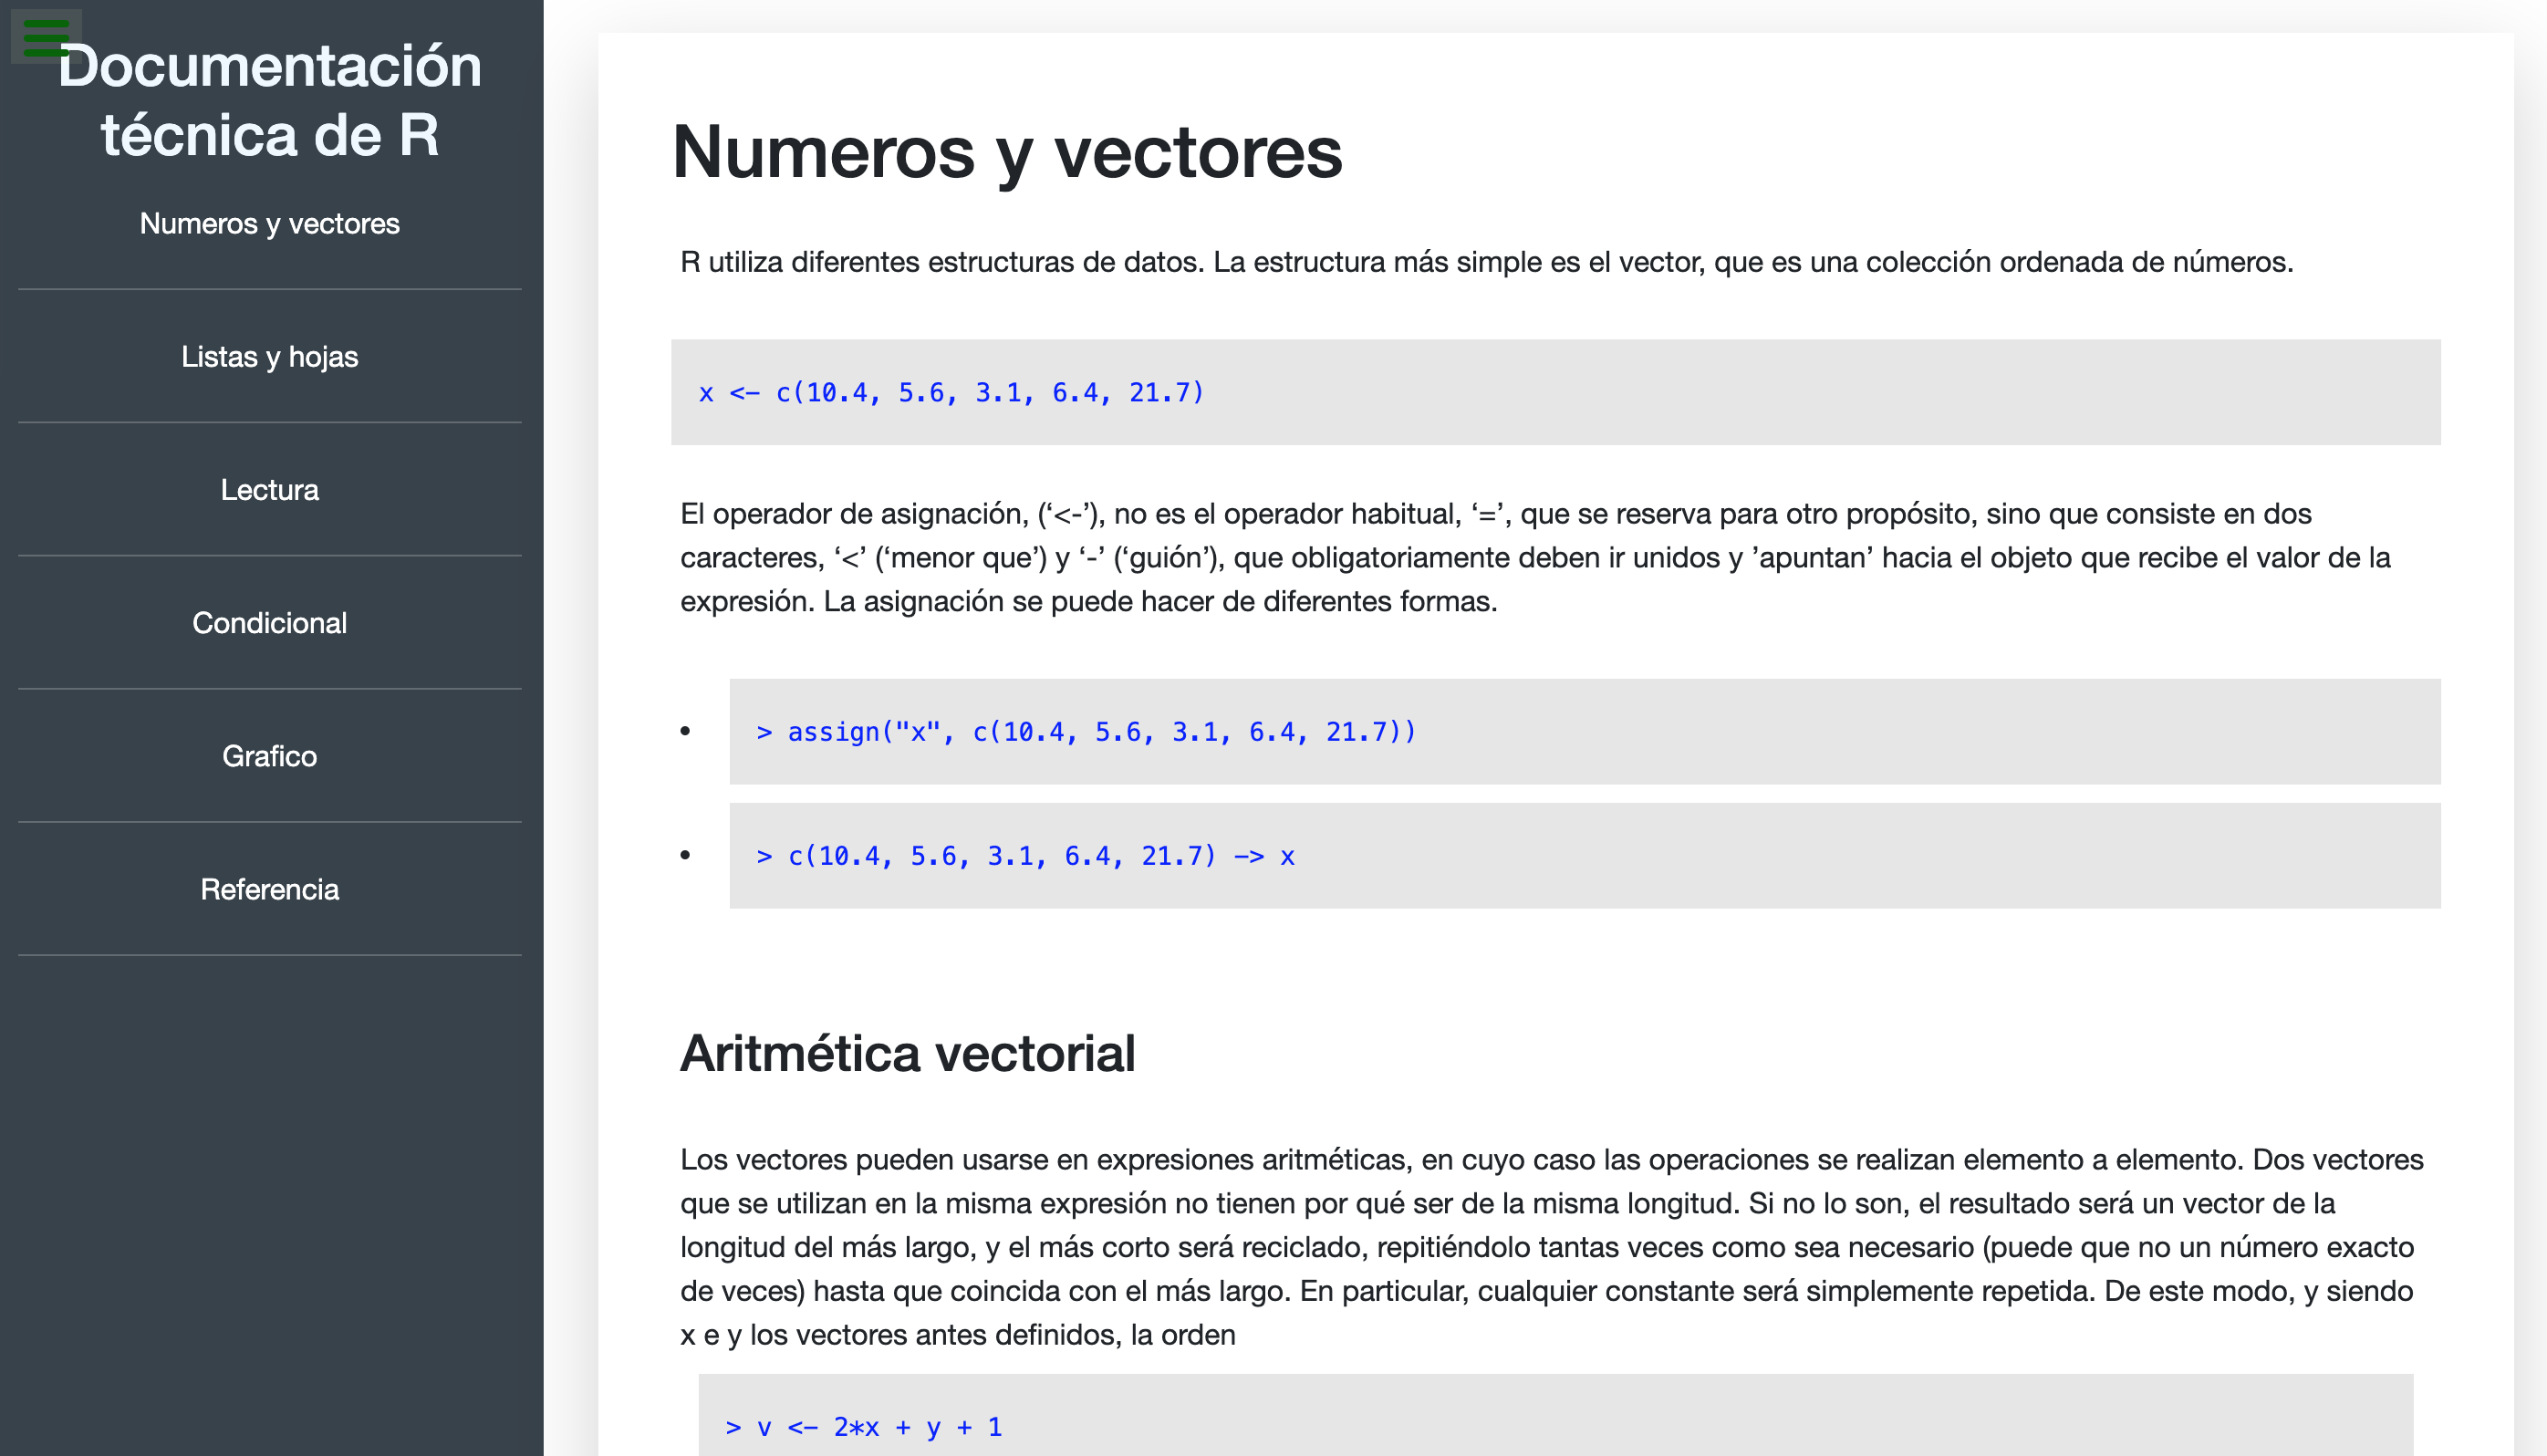 Documentación
técnica de R
Numeros y vectores
Listas y hojas
Lectura
Condicional
Grafico
Referencia
Numeros y vectores
R utiliza diferentes estructuras de datos. La estructura más simple es el vector, que es una colección ordenada de números.
x <- c(10.4, 5.6, 3.1, 6.4, 21.7)
El operador de asignación, (‘<-’), no es el operador habitual, ‘=’, que se reserva para otro propósito, sino que consiste en dos
caracteres, ‘<’ (‘menor que’) y ‘-’ (‘guión’), que obligatoriamente deben ir unidos y ’apuntan’ hacia el objeto que recibe el valor de la
expresión. La asignación se puede hacer de diferentes formas.
• > assign("x", c(10.4, 5.6, 3.1, 6.4, 21.7))
• > c(10.4, 5.6, 3.1, 6.4, 21.7) -> x
Aritmética vectorial
Los vectores pueden usarse en expresiones aritméticas, en cuyo caso las operaciones se realizan elemento a elemento. Dos vectores
que se utilizan en la misma expresión no tienen por qué ser de la misma longitud. Si no lo son, el resultado será un vector de la
longitud del más largo, y el más corto será reciclado, repitiéndolo tantas veces como sea necesario (puede que no un número exacto
de veces) hasta que coincida con el más largo. En particular, cualquier constante será simplemente repetida. De este modo, y siendo
x e y los vectores antes definidos, la orden
> v <- 2*x + y + 1